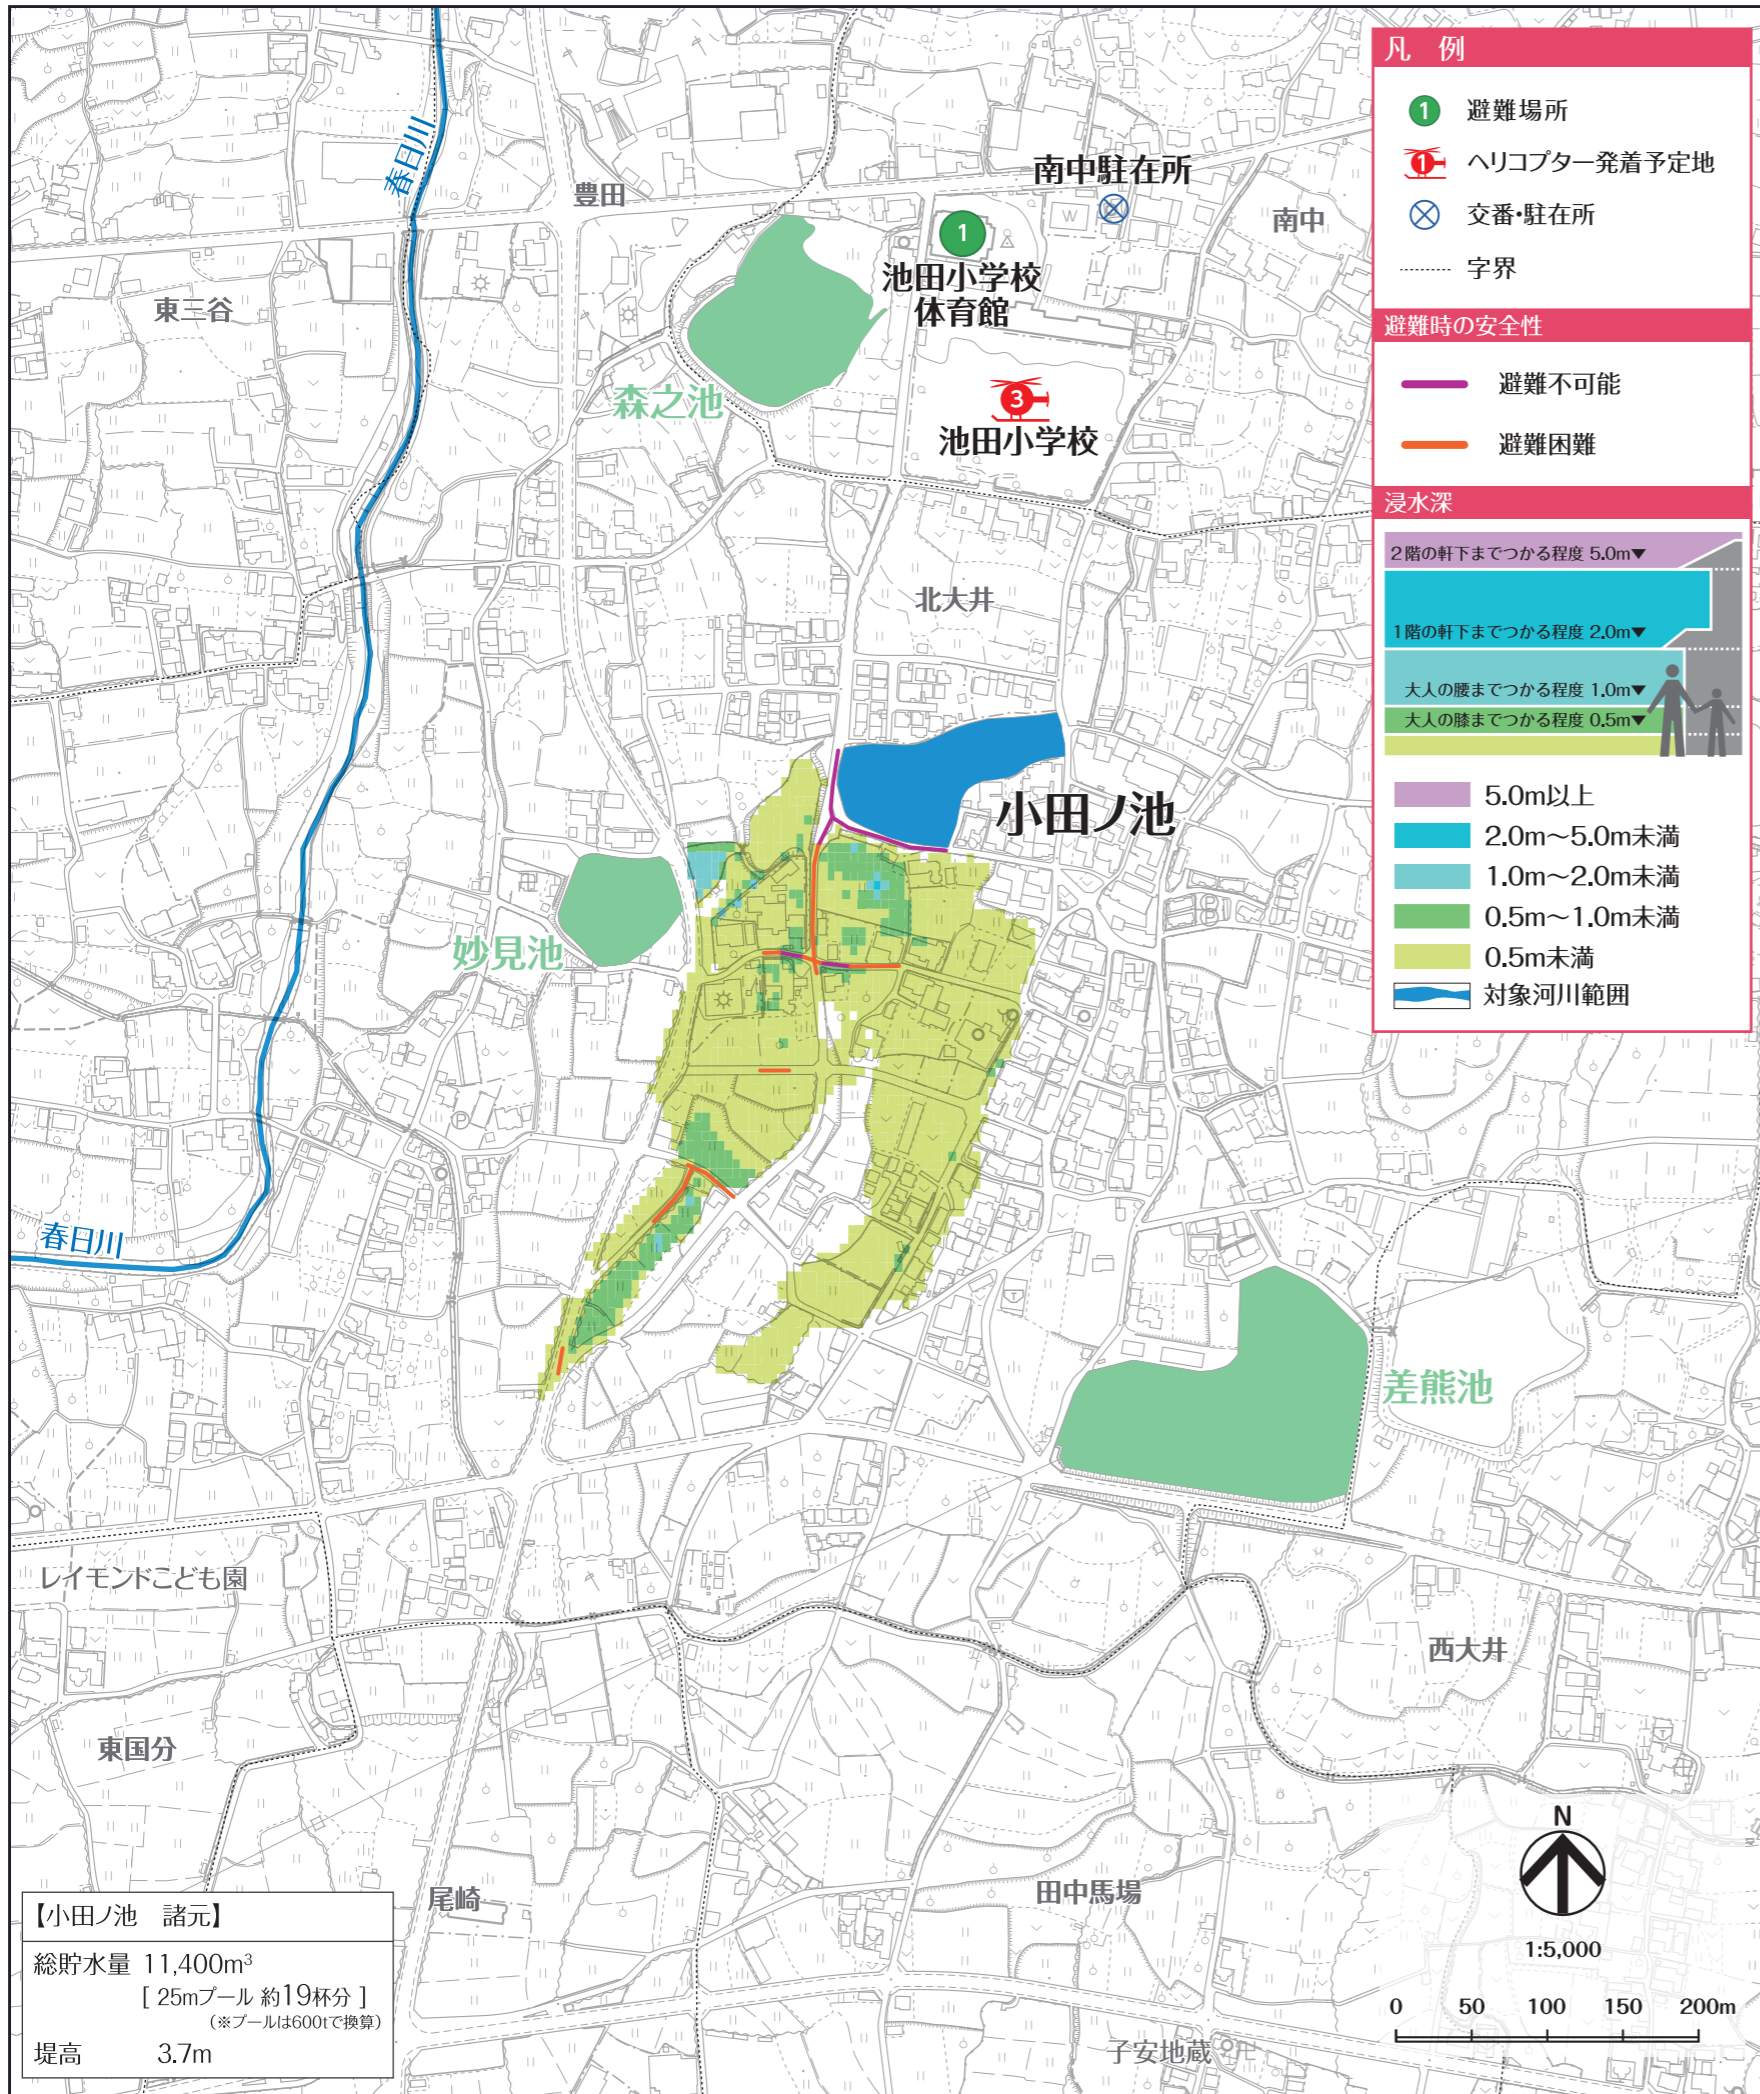 凡　例
1 避難場所
1 ヘリコプター発着予定地
交番・駐在所
字界
避難時の安全性
避難不可能
避難困難
浸水深
2階の軒下までつかる程度 5.0m▼
1階の軒下までつかる程度 2.0m▼
大人の腰までつかる程度 1.0m▼
大人の膝までつかる程度 0.5m▼
5.0m以上
2.0m～5.0m未満
1.0m～2.0m未満
0.5m～1.0m未満
0.5m未満
対象河川範囲
春日川
豊田
南中駐在所
南中
1
池田小学校
体育館
東三谷
森之池
3
池田小学校
北大井
小田ノ池
妙見池
春日川
差熊池
レイモンドこども園
西大井
東国分
尾崎
田中馬場
子安地蔵
N
1:5,000
0 50 100 150 200m
【小田ノ池　諸元】
総貯水量 11,400m³
[ 25mプール 約19杯分 ]
(※プールは600tで換算)
堤高 3.7m